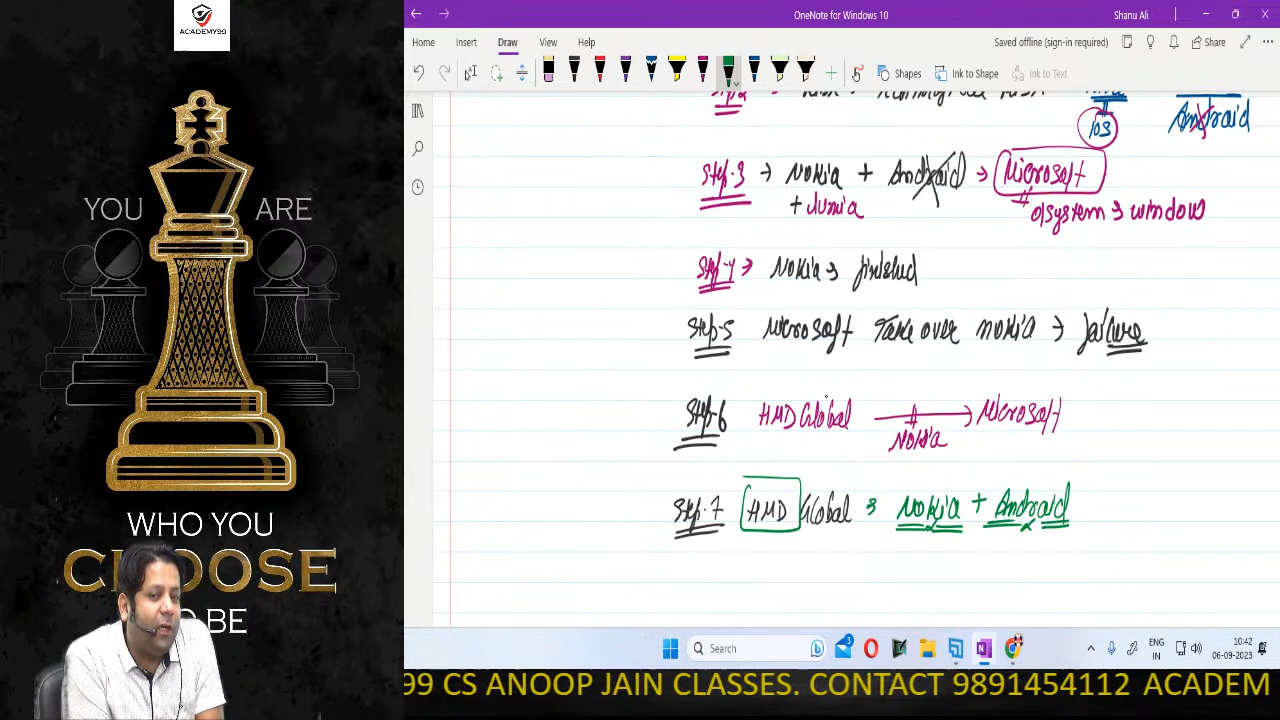 ACADEMY99
YOU ARE
WHO YOU
CHOOSE
TO BE
OneNote for Windows 10
Shanu Ali
Home Insert Draw View Help
Saved offline (sign-in required)
Share
Shapes
Ink to Shape
Ink to Text
ios
Android
Step-3 → Nokia + Android → Microsoft
+ Lumia
o/system → window
Step-4 → Nokia → finished
Step-5 Microsoft Take over nokia → failure
Step-6 HMD Global → Microsoft
Nokia
Step-7 HMD Global → Nokia + Android
Search
3
ENG
IN
10:42
06-09-2023
99 CS ANOOP JAIN CLASSES. CONTACT 9891454112 ACADEM